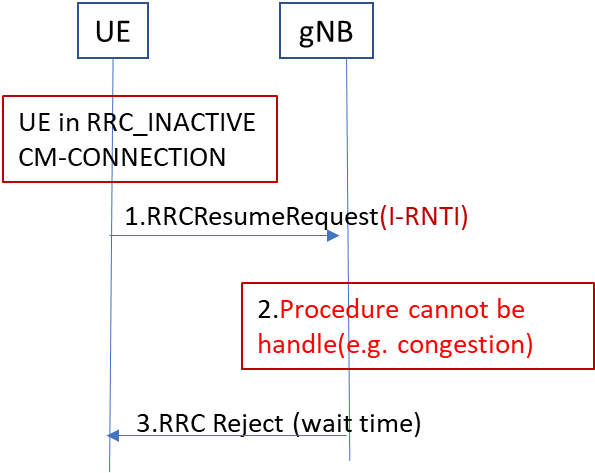 UE
gNB
UE in RRC_INACTIVE
CM-CONNECTION
1.RRCResumeRequest(I-RNTI)
2.Procedure cannot be
handle(e.g. congestion)
3.RRC Reject (wait time)